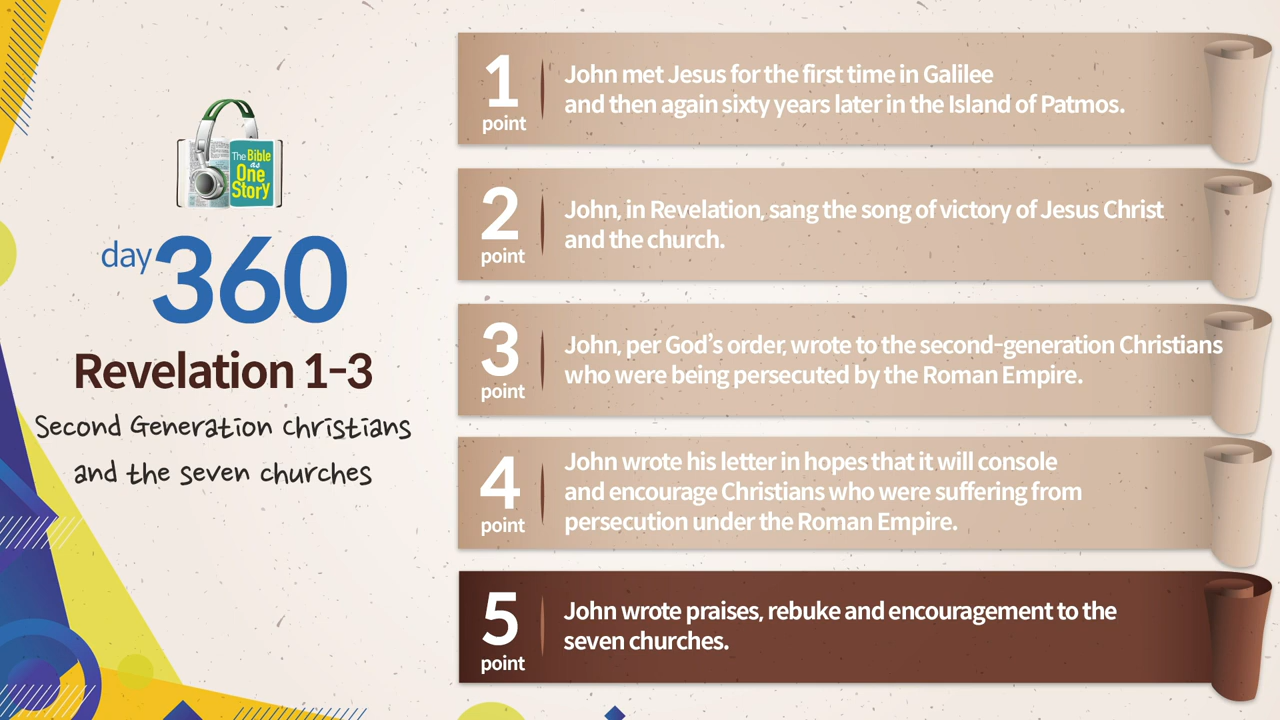 The Bible
as
One
Story
day 360
Revelation 1-3
Second Generation Christians
and the seven churches
1
point
John met Jesus for the first time in Galilee
and then again sixty years later in the Island of Patmos.
2
point
John, in Revelation, sang the song of victory of Jesus Christ
and the church.
3
point
John, per God's order, wrote to the second-generation Christians
who were being persecuted by the Roman Empire.
4
point
John wrote his letter in hopes that it will console
and encourage Christians who were suffering from
persecution under the Roman Empire.
5
point
John wrote praises, rebuke and encouragement to the
seven churches.